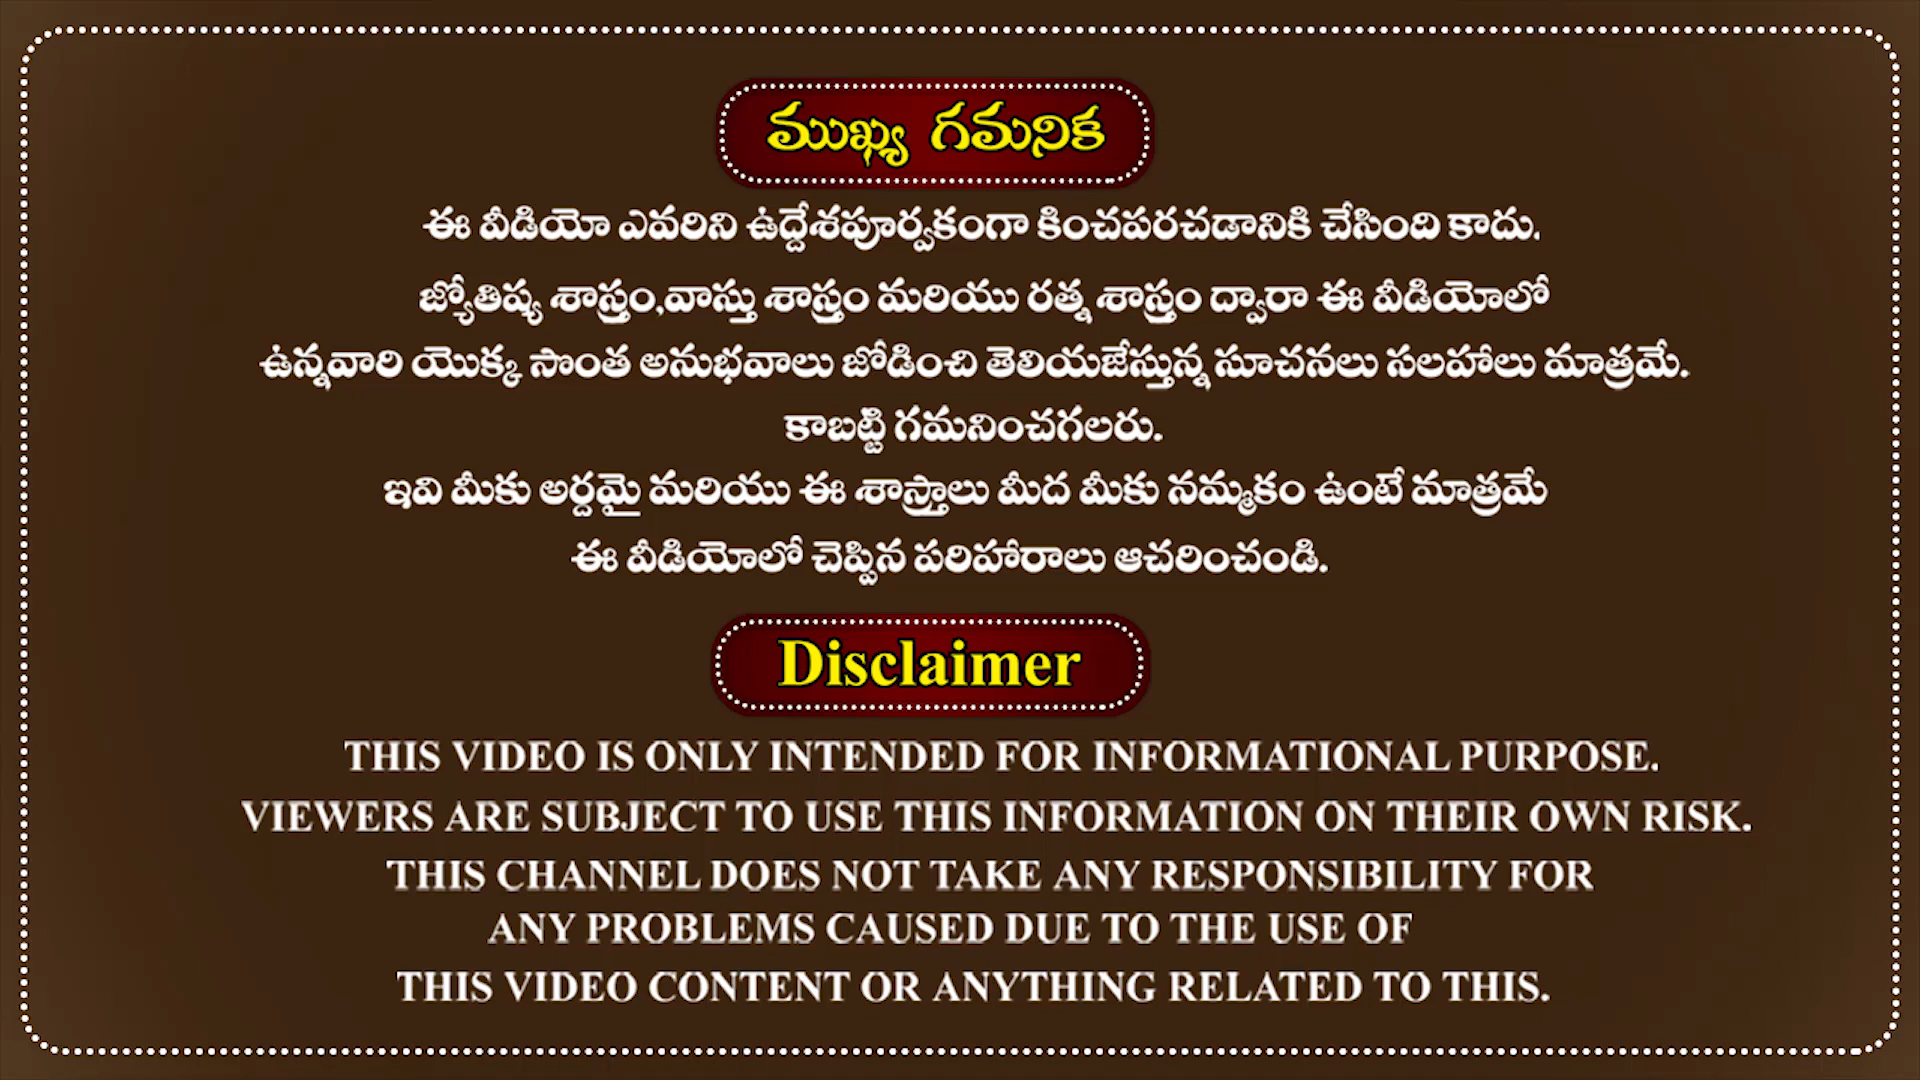 ముఖ్య గమనిక
ఈ వీడియో ఎవరిని ఉద్దేశపూర్వకంగా కించపరచడానికి చేసింది కాదు.
జ్యోతిష్య శాస్త్రం,వాస్తు శాస్త్రం మరియు రత్న శాస్త్రం ద్వారా ఈ వీడియోలో
ఉన్నవారి యొక్క సొంత అనుభవాలు జోడించి తెలియజేస్తున్న సూచనలు సలహాలు మాత్రమే.
కాబట్టి గమనించగలరు.
ఇవి మీకు అర్దమై మరియు ఈ శాస్త్రాలు మీద మీకు నమ్మకం ఉంటే మాత్రమే
ఈ వీడియోలో చెప్పిన పరిహారాలు ఆచరించండి.
Disclaimer
THIS VIDEO IS ONLY INTENDED FOR INFORMATIONAL PURPOSE.
VIEWERS ARE SUBJECT TO USE THIS INFORMATION ON THEIR OWN RISK.
THIS CHANNEL DOES NOT TAKE ANY RESPONSIBILITY FOR
ANY PROBLEMS CAUSED DUE TO THE USE OF
THIS VIDEO CONTENT OR ANYTHING RELATED TO THIS.